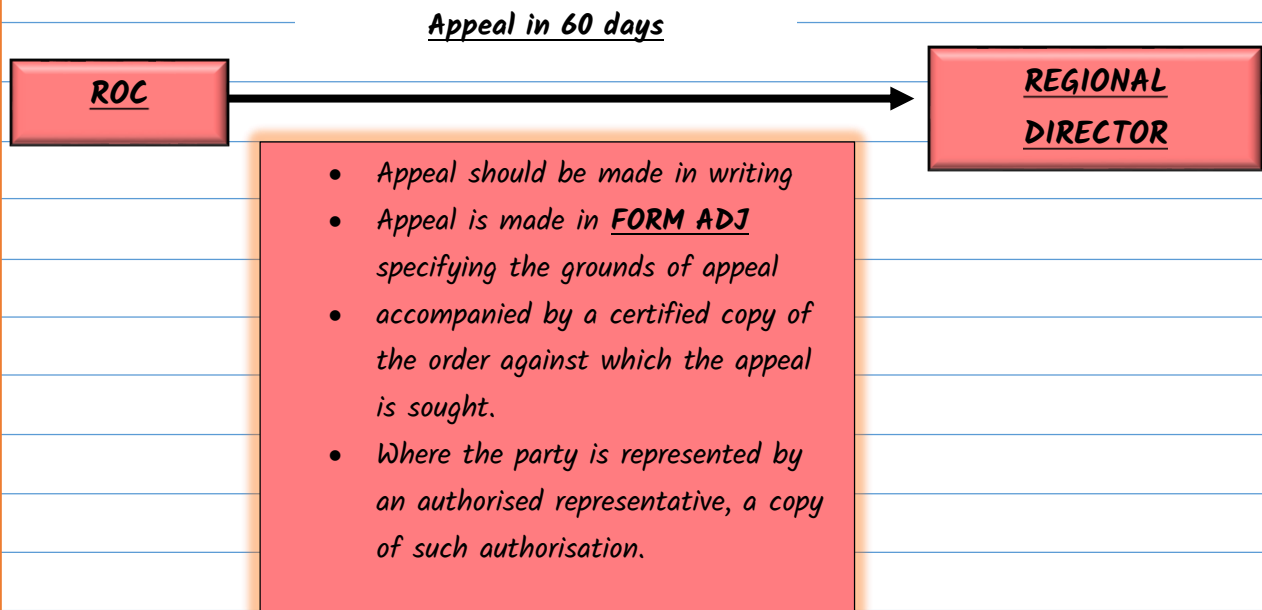 Appeal in 60 days
ROC
REGIONAL
DIRECTOR
• Appeal should be made in writing
• Appeal is made in FORM ADJ
specifying the grounds of appeal
• accompanied by a certified copy of
the order against which the appeal
is sought.
• Where the party is represented by
an authorised representative, a copy
of such authorisation.